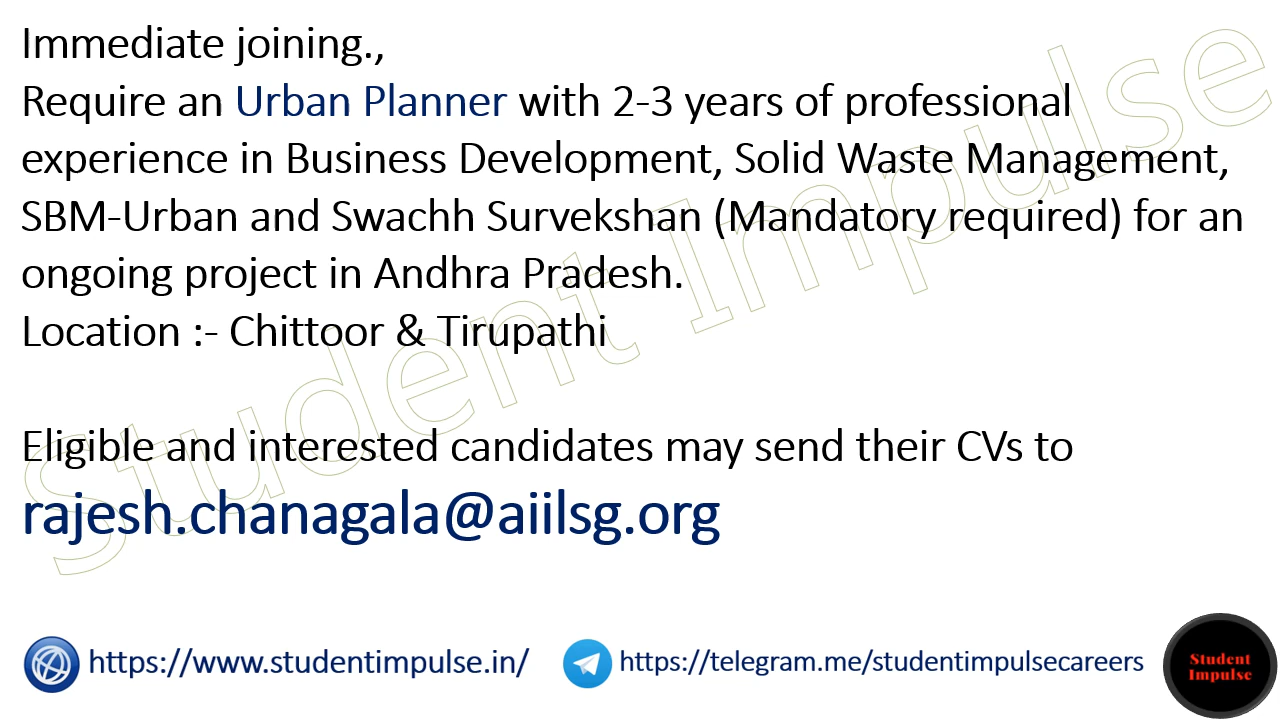 Immediate joining.,
Require an Urban Planner with 2-3 years of professional
experience in Business Development, Solid Waste Management,
SBM-Urban and Swachh Survekshan (Mandatory required) for an
ongoing project in Andhra Pradesh.
Location :- Chittoor & Tirupathi
Eligible and interested candidates may send their CVs to
rajesh.chanagala@aiilsg.org
Student Impulse
https://www.studentimpulse.in/
https://telegram.me/studentimpulsecareers
Student
Impulse